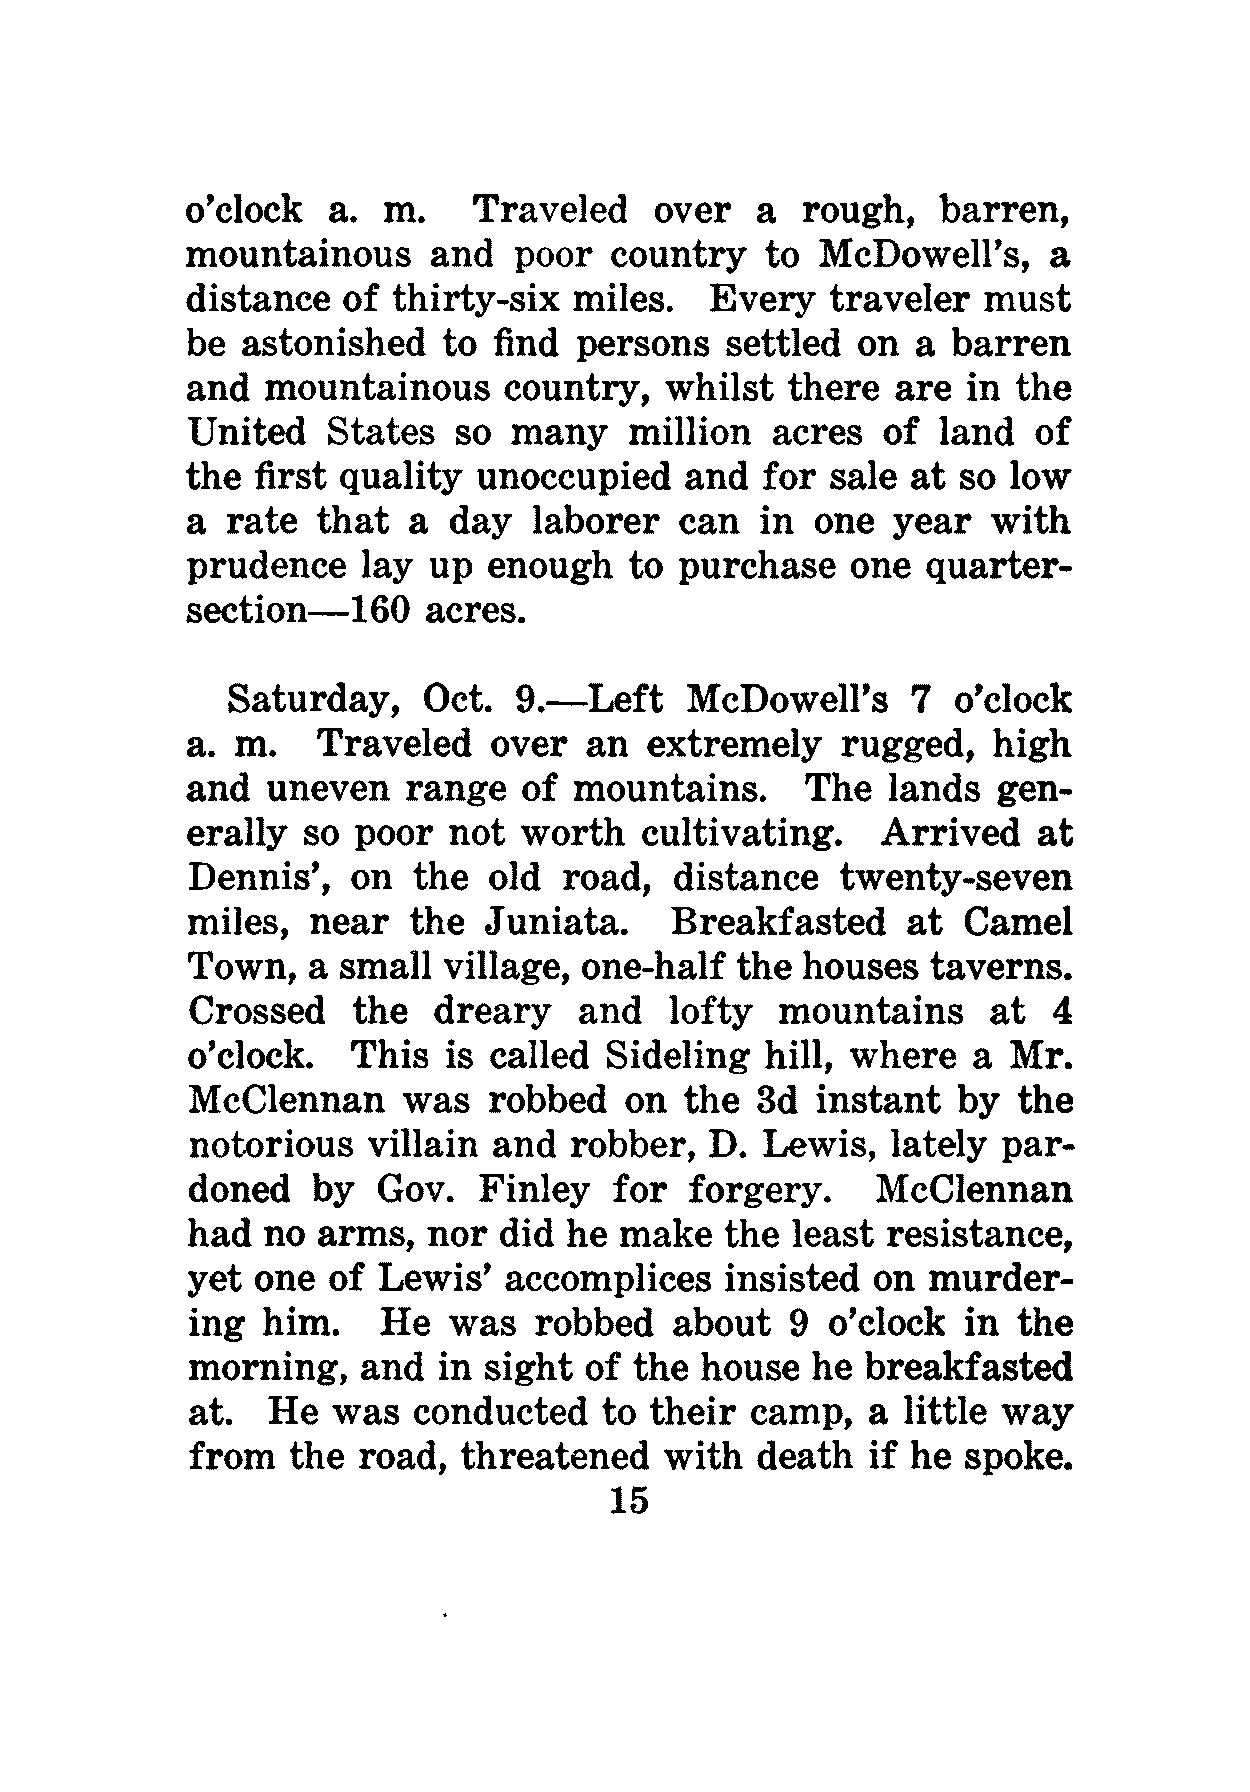 o'clock a. m. Traveled over a rough, barren,
mountainous and poor country to McDowell's, a
distance of thirty-six miles. Every traveler must
be astonished to find persons settled on a barren
and mountainous country, whilst there are in the
United States so many million acres of land of
the first quality unoccupied and for sale at so low
a rate that a day laborer can in one year with
prudence lay up enough to purchase one quarter-
section—160 acres.
Saturday, Oct. 9.—Left McDowell's 7 o'clock
a. m. Traveled over an extremely rugged, high
and uneven range of mountains. The lands gen-
erally so poor not worth cultivating. Arrived at
Dennis', on the old road, distance twenty-seven
miles, near the Juniata. Breakfasted at Camel
Town, a small village, one-half the houses taverns.
Crossed the dreary and lofty mountains at 4
o'clock. This is called Sideling hill, where a Mr.
McClennan was robbed on the 3d instant by the
notorious villain and robber, D. Lewis, lately par-
doned by Gov. Finley for forgery. McClennan
had no arms, nor did he make the least resistance,
yet one of Lewis' accomplices insisted on murder-
ing him. He was robbed about 9 o'clock in the
morning, and in sight of the house he breakfasted
at. He was conducted to their camp, a little way
from the road, threatened with death if he spoke.
15